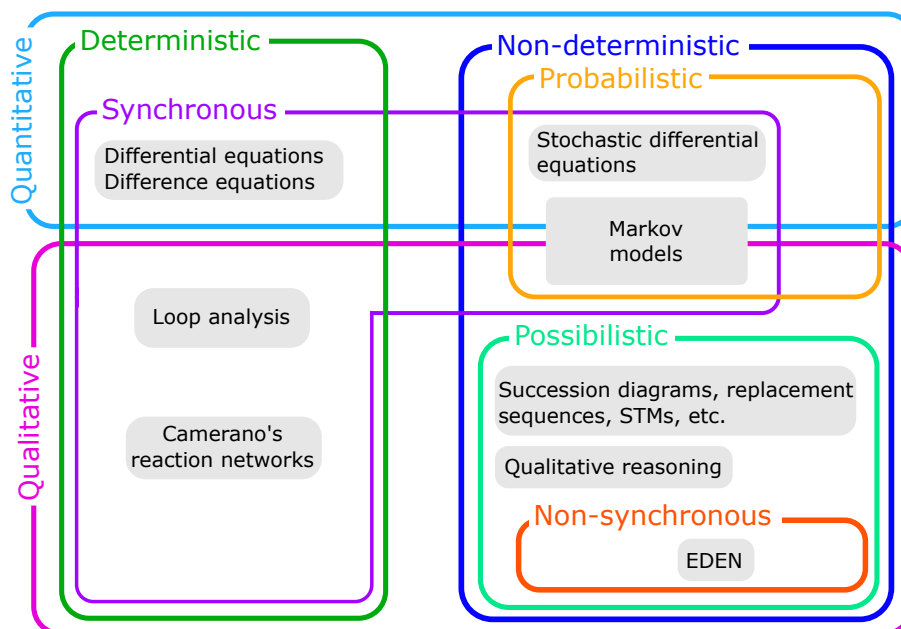 Quantitative
Deterministic
Non-deterministic
Probabilistic
Synchronous
Differential equations
Difference equations
Stochastic differential
equations
Markov
models
Qualitative
Loop analysis
Camerano's
reaction networks
Possibilistic
Succession diagrams, replacement
sequences, STMs, etc.
Qualitative reasoning
Non-synchronous
EDEN